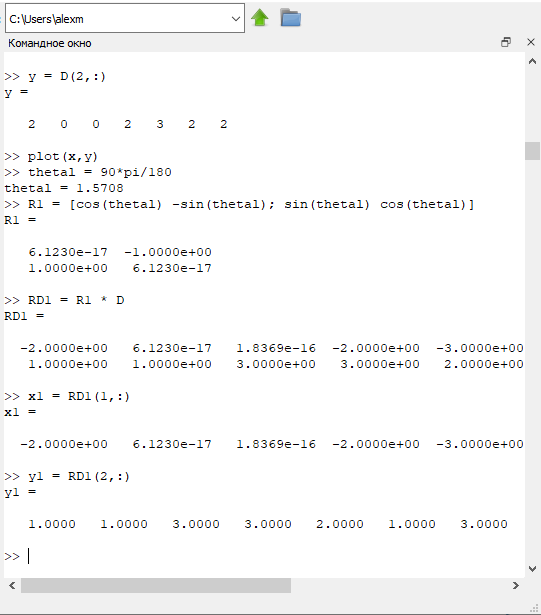 C:\Users\alexm
Командное окно
>> y = D(2,:)
y =
2 0 0 2 3 2 2
>> plot(x,y)
>> thetal = 90*pi/180
thetal = 1.5708
>> R1 = [cos(thetal) -sin(thetal); sin(thetal) cos(thetal)]
R1 =
6.1230e-17 -1.0000e+00
1.0000e+00 6.1230e-17
>> RD1 = R1 * D
RD1 =
-2.0000e+00 6.1230e-17 1.8369e-16 -2.0000e+00 -3.0000e+00
1.0000e+00 1.0000e+00 3.0000e+00 3.0000e+00 2.0000e+00
>> x1 = RD1(1,:)
x1 =
-2.0000e+00 6.1230e-17 1.8369e-16 -2.0000e+00 -3.0000e+00
>> y1 = RD1(2,:)
y1 =
1.0000 1.0000 3.0000 3.0000 2.0000 1.0000 3.0000
>>